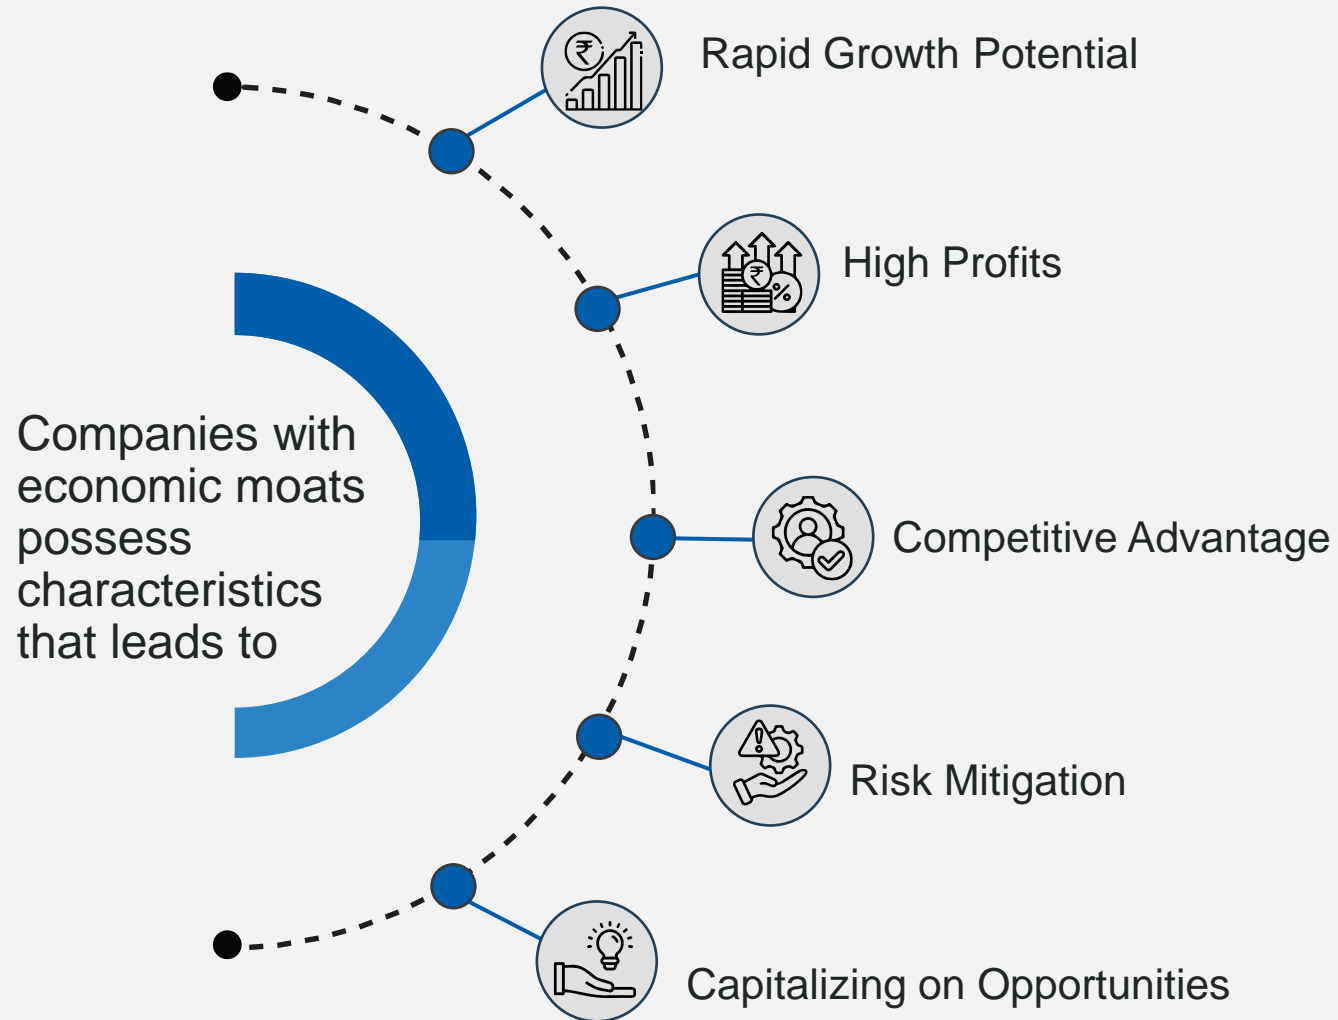 Rapid Growth Potential
High Profits
Companies with
economic moats
possess
characteristics
that leads to
Competitive Advantage
Risk Mitigation
Capitalizing on Opportunities